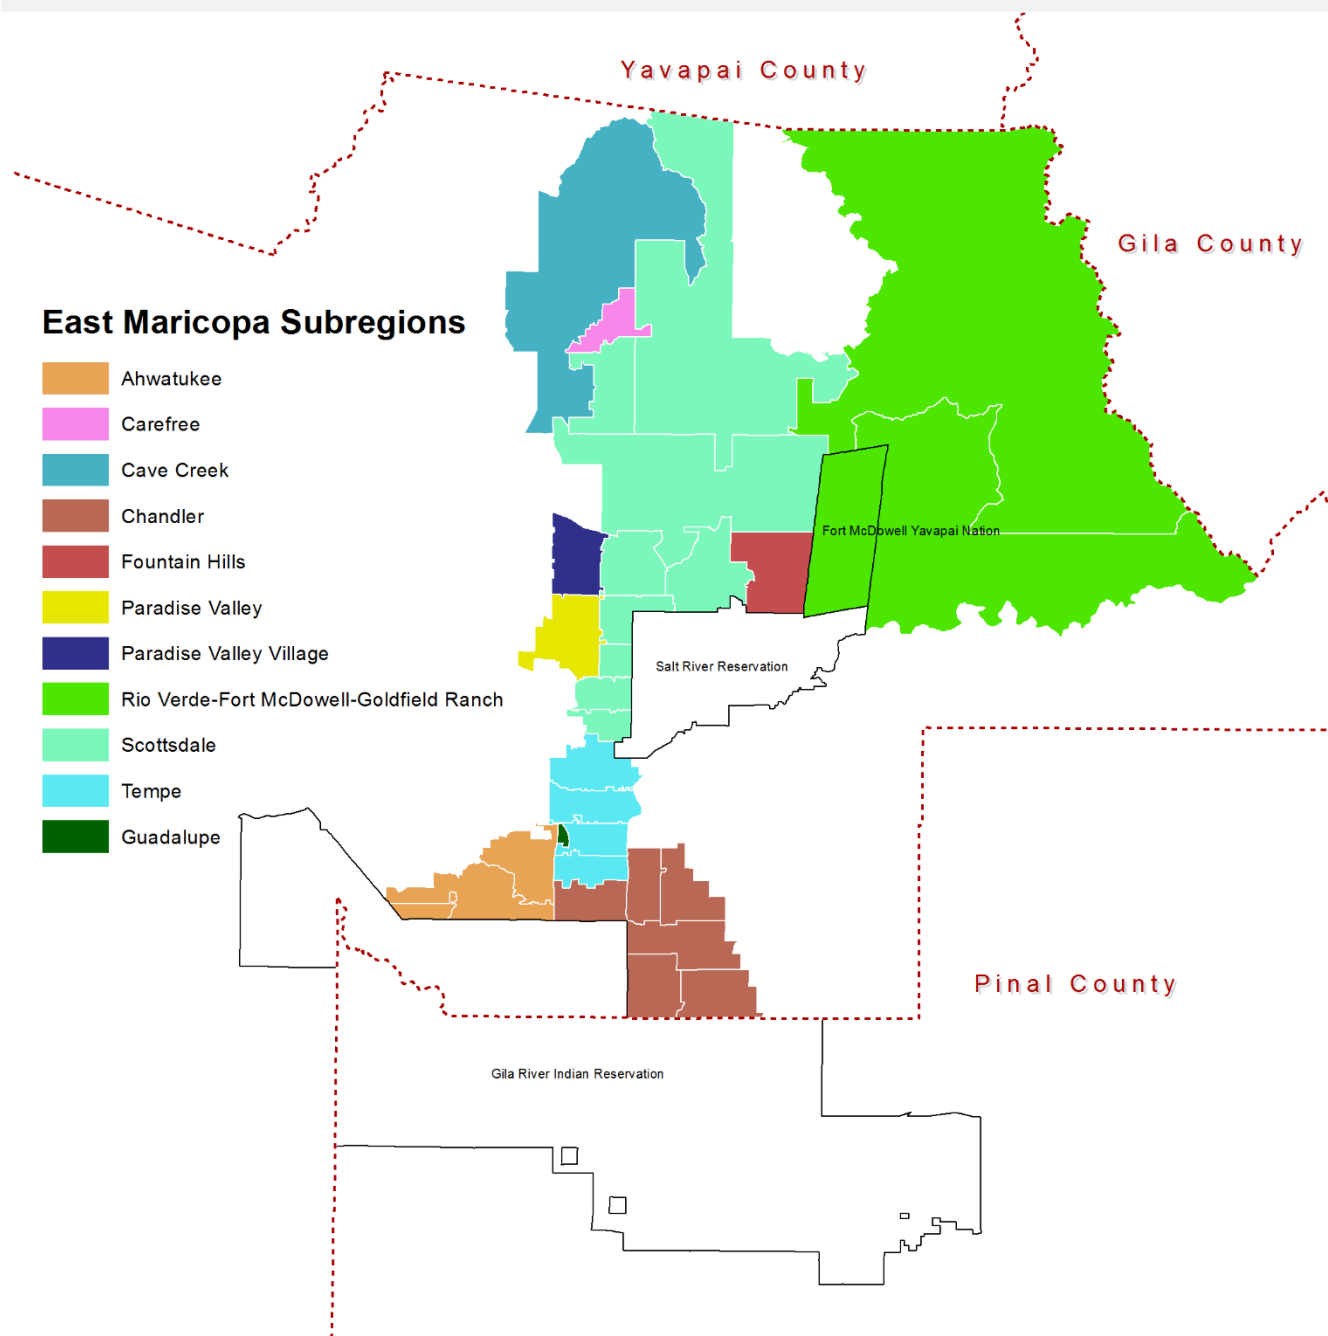 Yavapai County
Gila County
East Maricopa Subregions
Ahwatukee
Carefree
Cave Creek
Chandler
Fountain Hills
Paradise Valley
Paradise Valley Village
Rio Verde-Fort McDowell-Goldfield Ranch
Scottsdale
Tempe
Guadalupe
Fort McDowell Yavapai Nation
Salt River Reservation
Pinal County
Gila River Indian Reservation